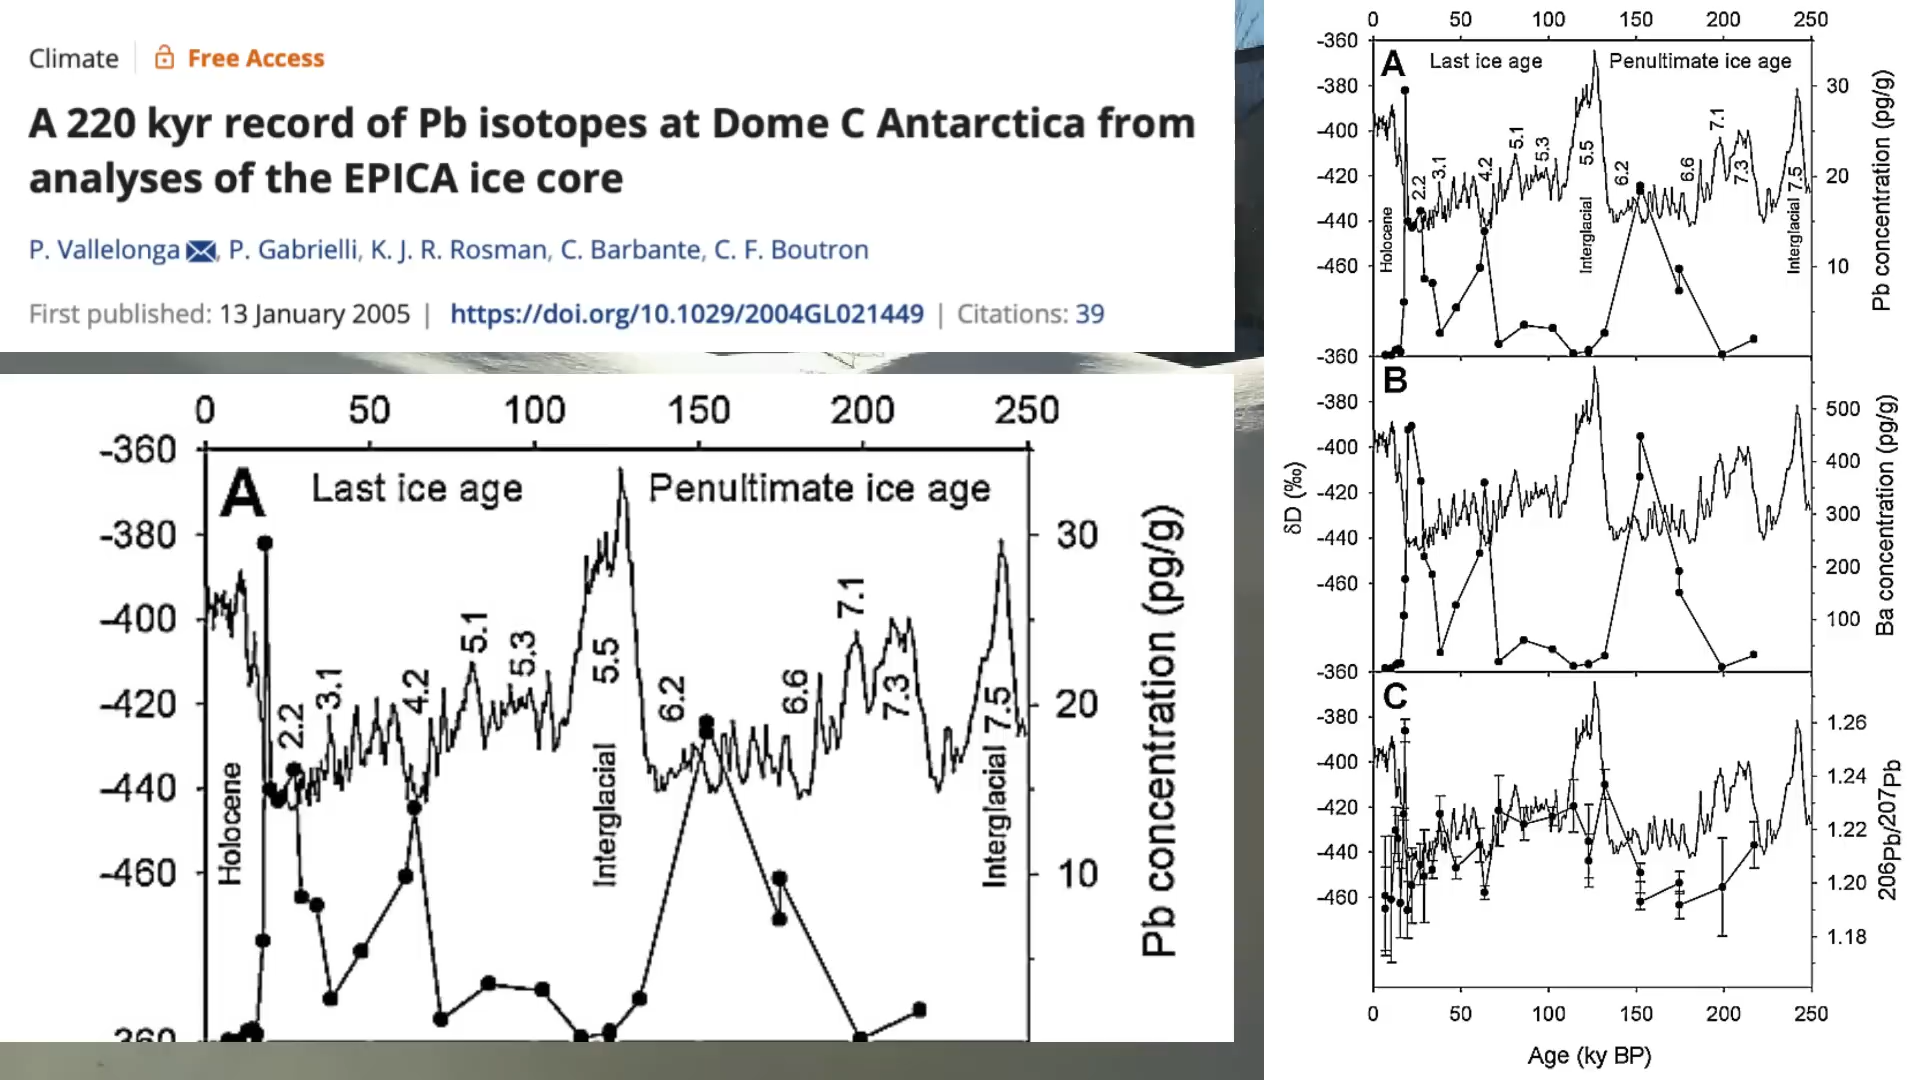 Climate
Free Access
A 220 kyr record of Pb isotopes at Dome C Antarctica from
analyses of the EPICA ice core
P. Vallelonga, P. Gabrielli, K. J. R. Rosman, C. Barbante, C. F. Boutron
First published: 13 January 2005 | https://doi.org/10.1029/2004GL021449 | Citations: 39
0 50 100 150 200 250
-360
-380
-400
-420
-440
-460
-360
A
Last ice age
Penultimate ice age
Holocene
2.2
3.1
4.2
5.1
5.3
5.5
Interglacial
6.2
6.6
7.1
7.3
Interglacial 7.5
30
20
10
Pb concentration (pg/g)
0 50 100 150 200 250
-360
-380
-400
-420
-440
-460
-360
A
Last ice age
Penultimate ice age
Holocene
2.2
3.1
4.2
5.1
5.3
5.5
Interglacial
6.2
6.6
7.1
7.3
Interglacial 7.5
30
20
10
Pb concentration (pg/g)
B
-380
-400
-420
-440
-460
-360
δD (‰)
500
400
300
200
100
Ba concentration (pg/g)
C
-380
-400
-420
-440
-460
1.26
1.24
1.22
1.20
1.18
206Pb/207Pb
0 50 100 150 200 250
Age (ky BP)